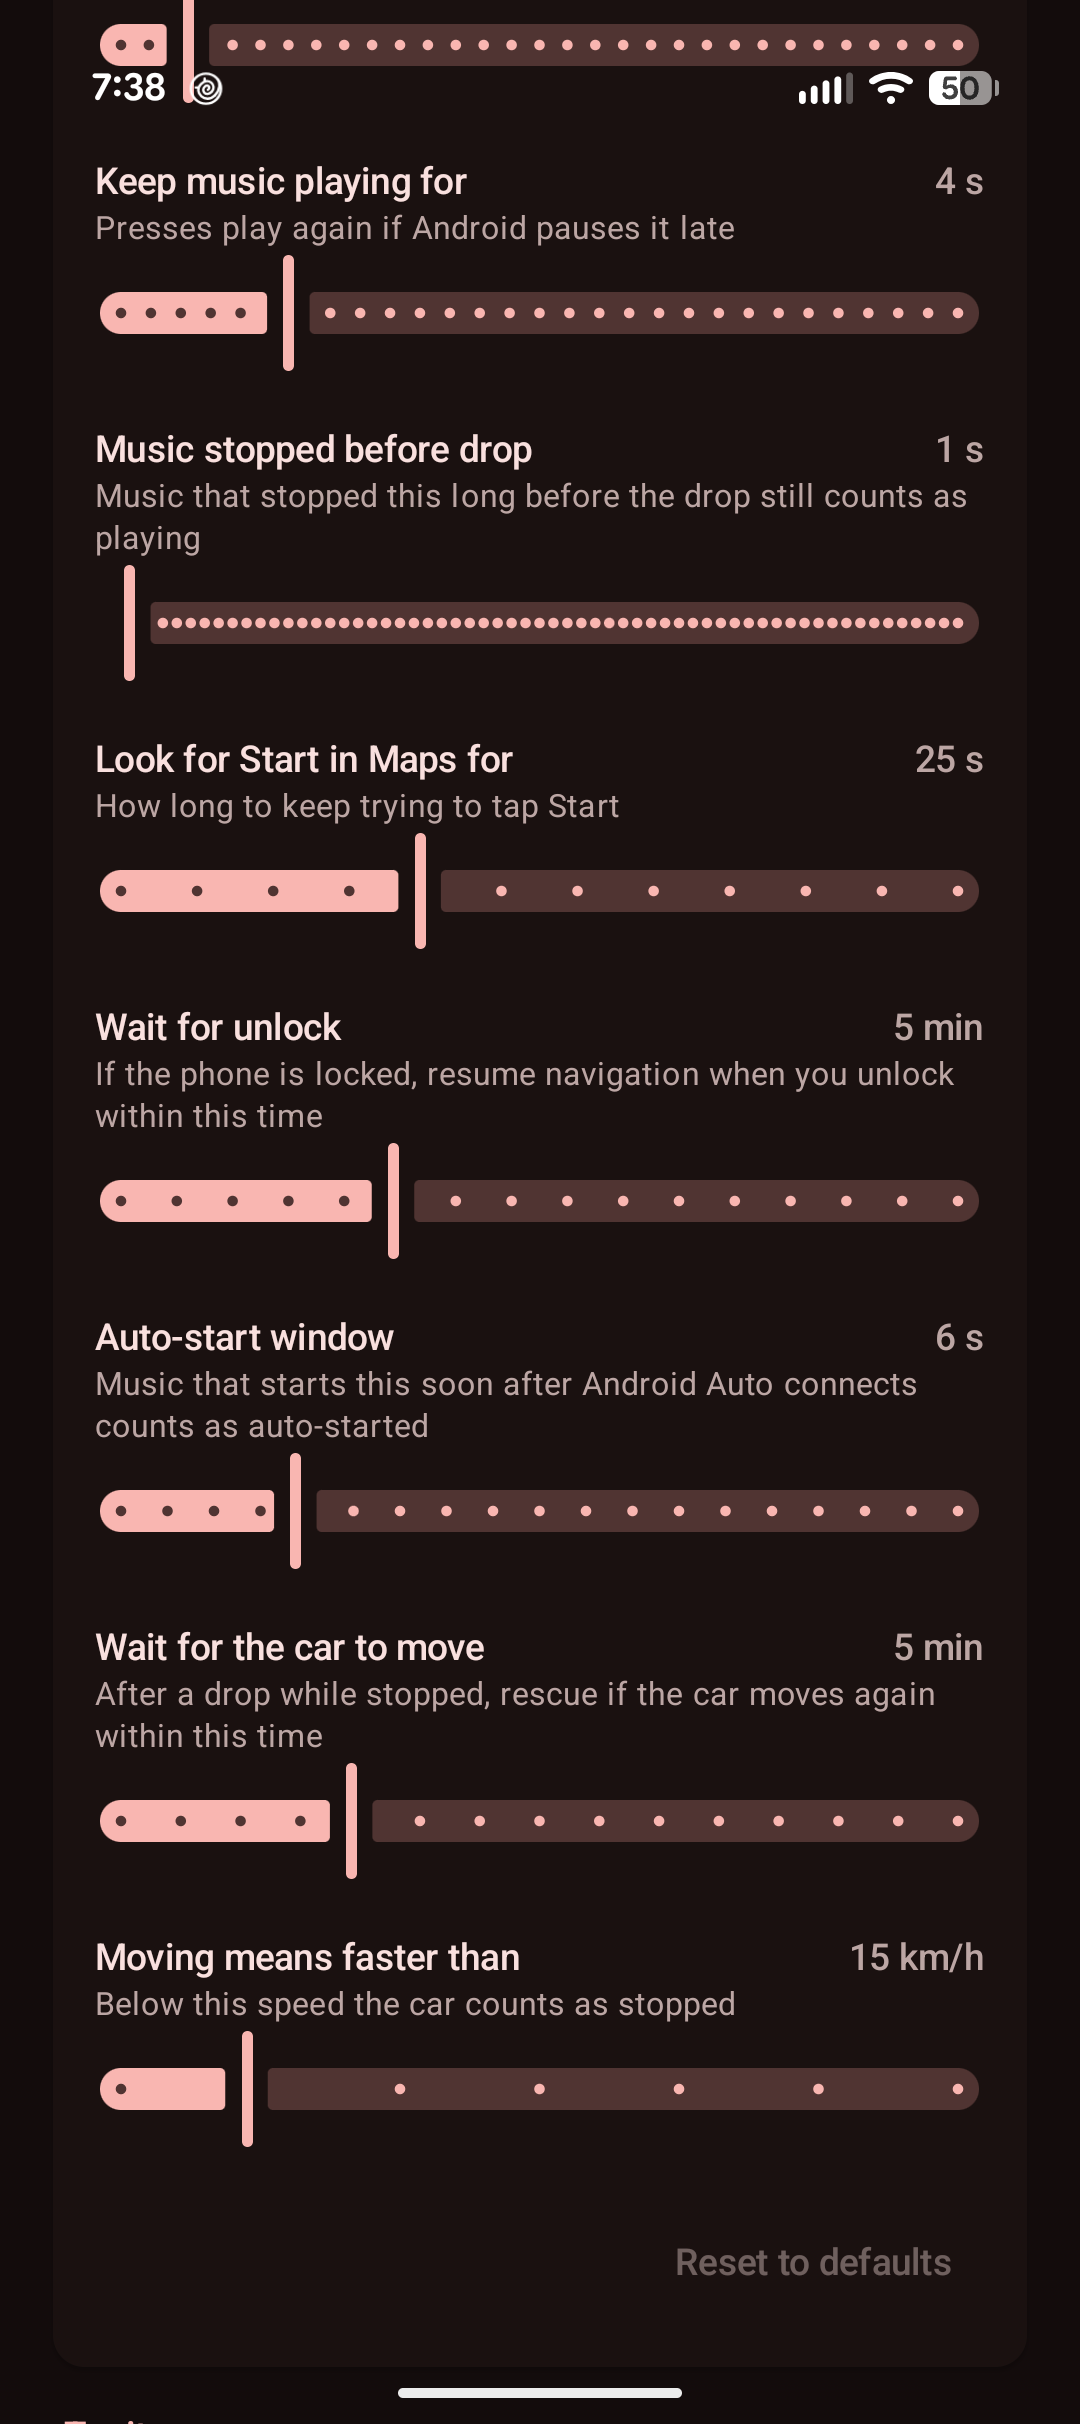 7:38
50
Keep music playing for
4 s
Presses play again if Android pauses it late
Music stopped before drop
1 s
Music that stopped this long before the drop still counts as
playing
Look for Start in Maps for
25 s
How long to keep trying to tap Start
Wait for unlock
5 min
If the phone is locked, resume navigation when you unlock
within this time
Auto-start window
6 s
Music that starts this soon after Android Auto connects
counts as auto-started
Wait for the car to move
5 min
After a drop while stopped, rescue if the car moves again
within this time
Moving means faster than
15 km/h
Below this speed the car counts as stopped
Reset to defaults